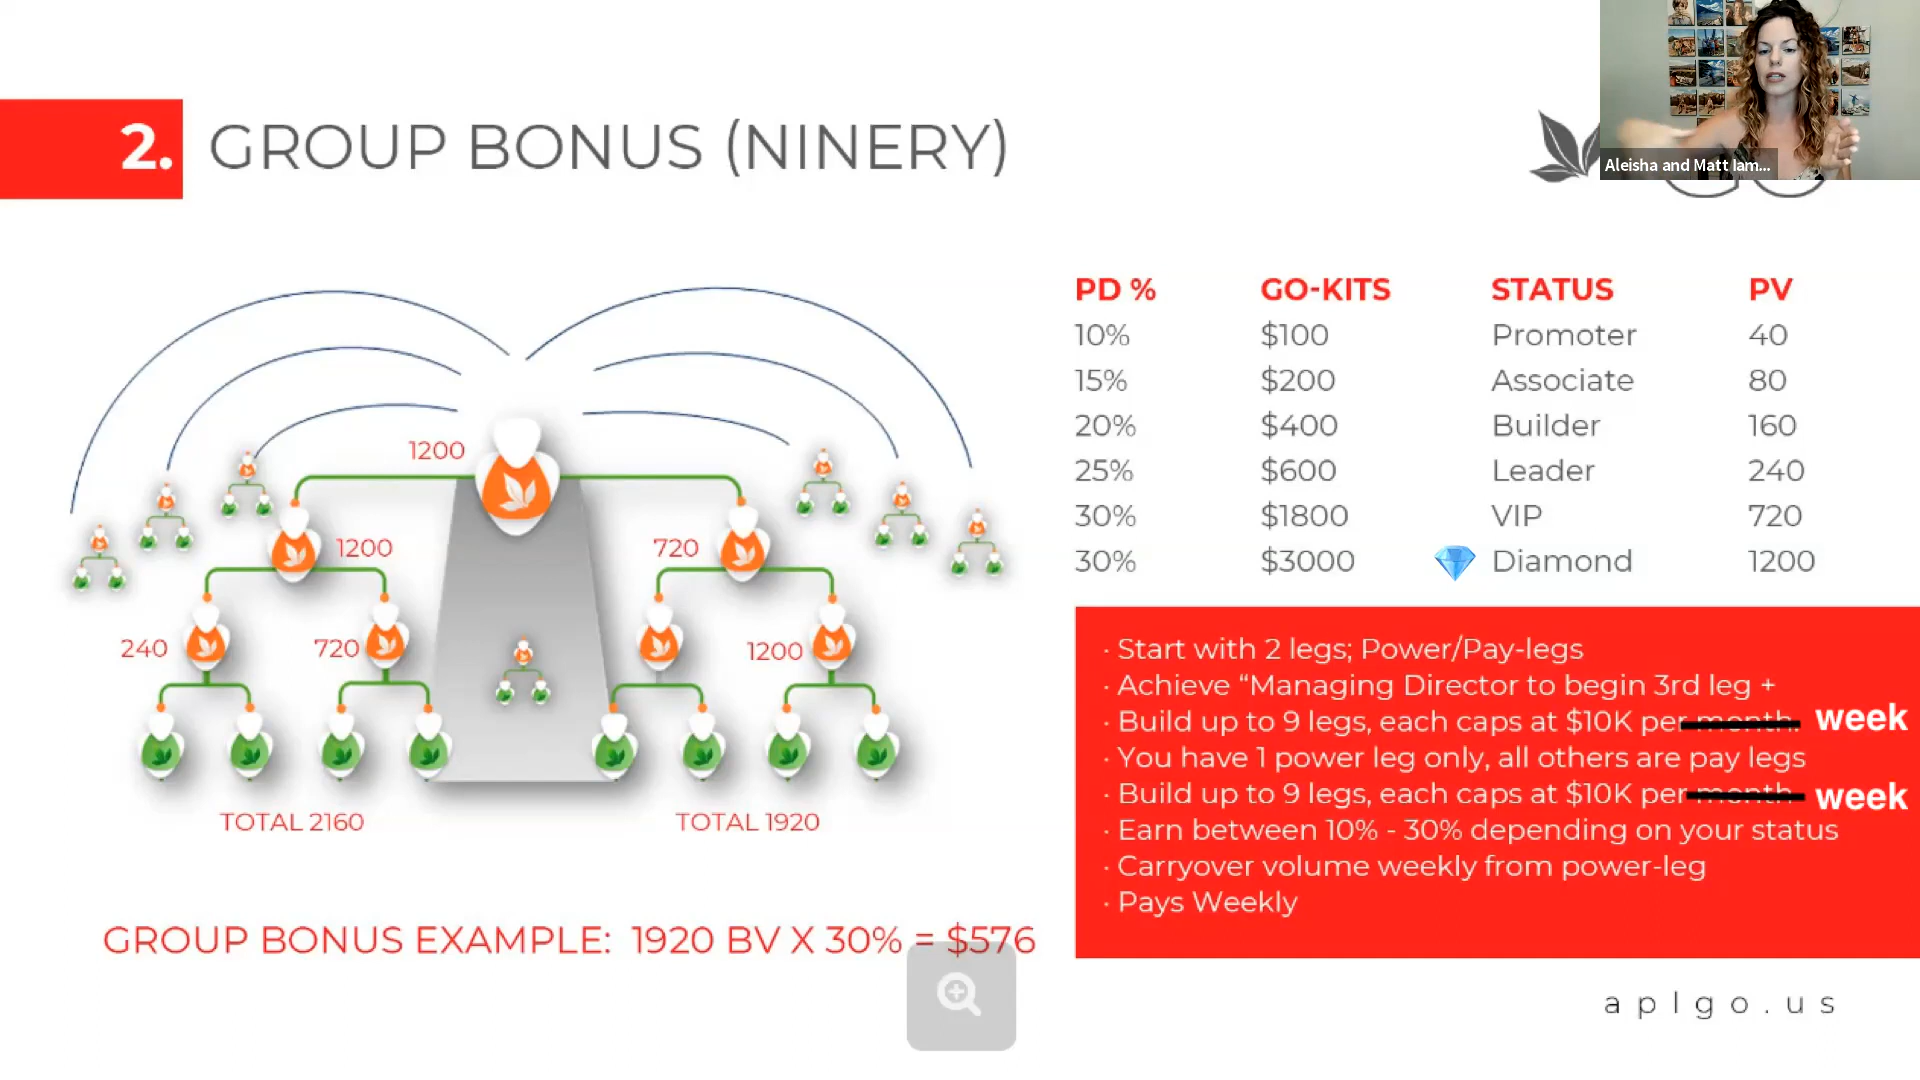 2. GROUP BONUS (NINERY)
Aleisha and Matt Iam...
1200
1200
720
240
720
1200
TOTAL 2160
TOTAL 1920
GROUP BONUS EXAMPLE: 1920 BV X 30% = $576
PD % GO-KITS STATUS PV
10% $100 Promoter 40
15% $200 Associate 80
20% $400 Builder 160
25% $600 Leader 240
30% $1800 VIP 720
30% $3000 Diamond 1200
· Start with 2 legs; Power/Pay-legs
· Achieve “Managing Director to begin 3rd leg +
· Build up to 9 legs, each caps at $10K per month. week
· You have 1 power leg only, all others are pay legs
· Build up to 9 legs, each caps at $10K per month. week
· Earn between 10% - 30% depending on your status
· Carryover volume weekly from power-leg
· Pays Weekly
aplgo.us